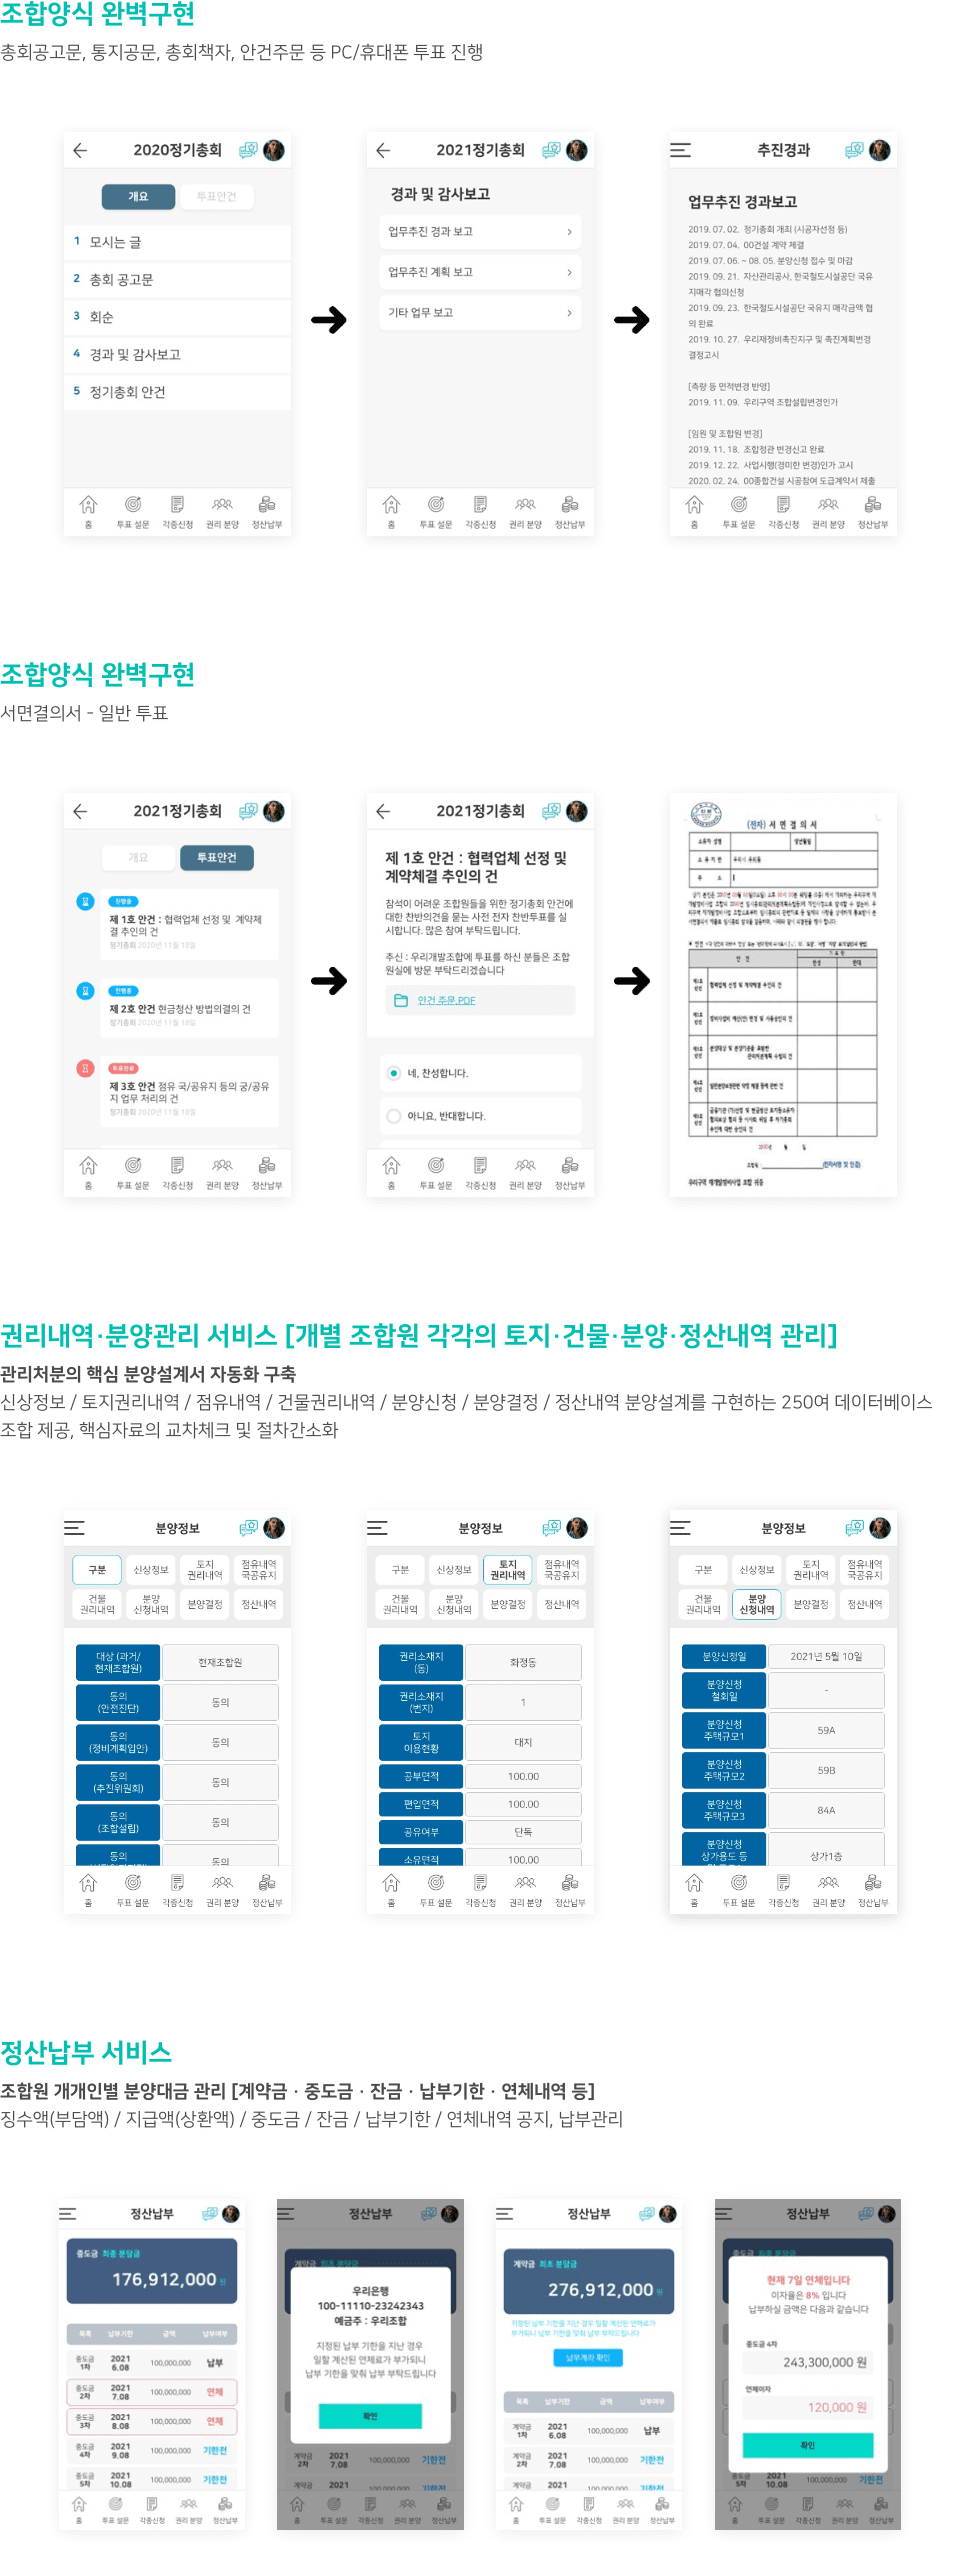 조합양식 완벽구현
총회공고문, 통지공문, 총회책자, 안건주문 등 PC/휴대폰 투표 진행
2020정기총회
개요
투표안건
1 모시는 글
2 총회 공고문
3 회순
4 경과 및 감사보고
5 정기총회 안건
홈 투표 설문 각종신청 권리 분양 정산납부
2021정기총회
경과 및 감사보고
업무추진 경과 보고
업무추진 계획 보고
기타 업무 보고
홈 투표 설문 각종신청 권리 분양 정산납부
추진경과
업무추진 경과보고
2019. 07. 02. 정기총회 개최 (시공자선정 등)
2019. 07. 04. 00건설 계약 체결
2019. 07. 06. ~ 08. 05. 분양신청 접수 및 마감
2019. 09. 21. 자산관리공사, 한국철도시설공단 국유
지매각 협의신청
2019. 09. 23. 한국철도시설공단 국유지 매각금액 협
의 완료
2019. 10. 27. 우리재정비촉진지구 및 촉진계획변경
결정고시
[측량 등 면적변경 반영]
2019. 11. 09. 우리구역 조합설립변경인가
[임원 및 조합원 변경]
2019. 11. 18. 조합정관 변경신고 완료
2019. 12. 22. 사업시행(경미한 변경)인가 고시
2020. 02. 24. 00종합건설 시공참여 도급계약서 제출
홈 투표 설문 각종신청 권리 분양 정산납부
조합양식 완벽구현
서면결의서 - 일반 투표
2021정기총회
개요
투표안건
진행중
제 1호 안건 : 협력업체 선정 및 계약체
결 추인의 건
정기총회 2020년 11월 18일
진행중
제 2호 안건 현금청산 방법의결의 건
정기총회 2020년 11월 18일
투표완료
제 3호 안건 점유 국/공유지 등의 궁/공유
지 업무 처리의 건
정기총회 2020년 11월 18일
홈 투표 설문 각종신청 권리 분양 정산납부
2021정기총회
제 1호 안건 : 협력업체 선정 및
계약체결 추인의 건
참석이 어려운 조합원들을 위한 정기총회 안건에
대한 찬반의견을 묻는 사전 전자 찬반투표를 실
시합니다. 많은 참여 부탁드립니다.
추신 : 우리개발조합에 투표를 하신 분들은 조합
원실에 방문 부탁드리겠습니다
안건 주문.PDF
네, 찬성합니다.
아니요, 반대합니다.
홈 투표 설문 각종신청 권리 분양 정산납부
(전자) 서 면 결 의 서
소유자 성명
생년월일
소 유 지 번
주 소
안 건
찬성 반대
협력업체 선정 및 계약체결 추인의 건
우리구역 재개발정비사업 조합 귀중
권리내역·분양관리 서비스 [개별 조합원 각각의 토지·건물·분양·정산내역 관리]
관리처분의 핵심 분양설계서 자동화 구축
신상정보 / 토지권리내역 / 점유내역 / 건물권리내역 / 분양신청 / 분양결정 / 정산내역 분양설계를 구현하는 250여 데이터베이스
조합 제공, 핵심자료의 교차체크 및 절차간소화
분양정보
구분 신상정보 토지 권리내역 점유내역 국공유지
건물 권리내역 분양 신청내역 분양결정 정산내역
대상 (과거/
현재조합원) 현재조합원
동의
(안전진단) 동의
동의
(정비계획입안) 동의
동의
(추진위원회) 동의
동의
(조합설립) 동의
동의 동의
홈 투표 설문 각종신청 권리 분양 정산납부
분양정보
구분 신상정보 토지 권리내역 점유내역 국공유지
건물 권리내역 분양 신청내역 분양결정 정산내역
권리소재지
(동) 화정동
권리소재지
(번지) 1
토지
이용현황 대지
공부면적 100.00
편입면적 100.00
공유여부 단독
소유면적 100.00
홈 투표 설문 각종신청 권리 분양 정산납부
분양정보
구분 신상정보 토지 권리내역 점유내역 국공유지
건물 권리내역 분양 신청내역 분양결정 정산내역
분양신청일 2021년 5월 10일
분양신청
철회일 -
분양신청
주택규모1 59A
분양신청
주택규모2 59B
분양신청
주택규모3 84A
분양신청
상가용도 등 상가1층
홈 투표 설문 각종신청 권리 분양 정산납부
정산납부 서비스
조합원 개개인별 분양대금 관리 [계약금 · 중도금 · 잔금 · 납부기한 · 연체내역 등]
징수액(부담액) / 지급액(상환액) / 중도금 / 잔금 / 납부기한 / 연체내역 공지, 납부관리
정산납부
중도금 최종 분담금
176,912,000 원
목록 납부기한 금액 납부여부
중도금 1차 2021 6.08 100,000,000 납부
중도금 2차 2021 7.08 100,000,000 연체
중도금 3차 2021 8.08 100,000,000 연체
중도금 4차 2021 9.08 100,000,000 기한전
중도금 5차 2021 10.08 100,000,000 기한전
홈 투표 설문 각종신청 권리 분양 정산납부
정산납부
계약금 최초 분담금
우리은행
100-11110-23242343
예금주 : 우리조합
지정된 납부 기한을 지난 경우
일할 계산된 연체료가 부가되니
납부 기한을 맞춰 납부 부탁드립니다
확인
계약금 2차 2021 7.08 100,000,000 기한전
계약금 2021 100,000,000 기한전
홈 투표 설문 각종신청 권리 분양 정산납부
정산납부
계약금 최초 분담금
276,912,000 원
지정된 납부 기한을 지난 경우 일할 계산된 연체료가
부가되니 납부 기한을 맞춰 납부 부탁드립니다
납부계좌 확인
목록 납부기한 금액 납부여부
계약금 1차 2021 6.08 100,000,000 납부
계약금 2차 2021 7.08 100,000,000 기한전
계약금 2021 100,000,000 기한전
홈 투표 설문 각종신청 권리 분양 정산납부
정산납부
중도금 최종 분담금
현재 7일 연체입니다
이자율은 8% 입니다
납부하실 금액은 다음과 같습니다
중도금 4차
243,300,000 원
연체이자
120,000 원
확인
중도금 5차 2021 10.08 100,000,000 기한전
홈 투표 설문 각종신청 권리 분양 정산납부